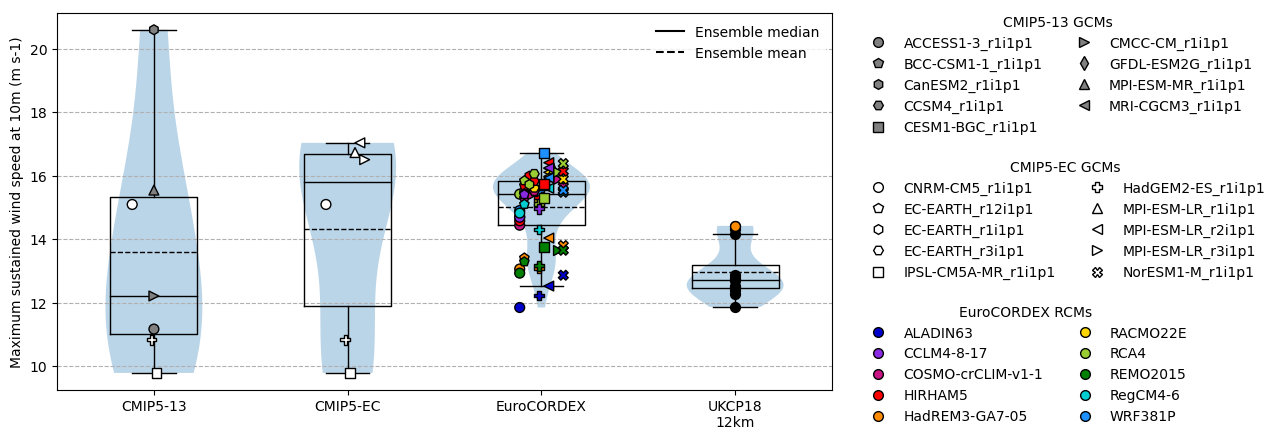 Maximum sustained wind speed at 10m (m s-1)
20
18
16
14
12
10
Ensemble median
Ensemble mean
CMIP5-13
CMIP5-EC
EuroCORDEX
UKCP18
12km
CMIP5-13 GCMs
ACCESS1-3_r1i1p1
BCC-CSM1-1_r1i1p1
CanESM2_r1i1p1
CCSM4_r1i1p1
CESM1-BGC_r1i1p1
CMCC-CM_r1i1p1
GFDL-ESM2G_r1i1p1
MPI-ESM-MR_r1i1p1
MRI-CGCM3_r1i1p1
CMIP5-EC GCMs
CNRM-CM5_r1i1p1
EC-EARTH_r12i1p1
EC-EARTH_r1i1p1
EC-EARTH_r3i1p1
IPSL-CM5A-MR_r1i1p1
HadGEM2-ES_r1i1p1
MPI-ESM-LR_r1i1p1
MPI-ESM-LR_r2i1p1
MPI-ESM-LR_r3i1p1
NorESM1-M_r1i1p1
EuroCORDEX RCMs
ALADIN63
CCLM4-8-17
COSMO-crCLIM-v1-1
HIRHAM5
HadREM3-GA7-05
RACMO22E
RCA4
REMO2015
RegCM4-6
WRF381P